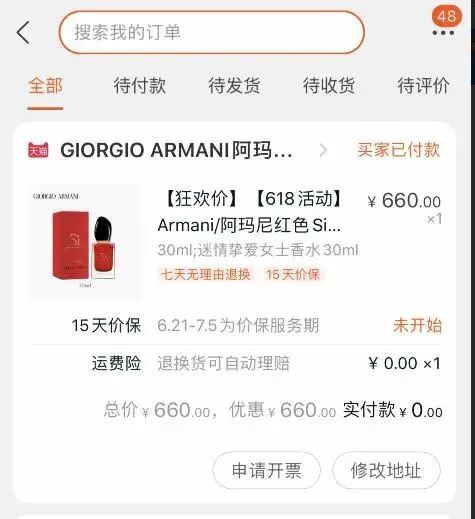 48
搜索我的订单
全部 待付款 待发货 待收货 待评价
天猫 GIORGIO ARMANI阿玛... 买家已付款
GIORGIO ARMANI
Sì
30ml
【狂欢价】【618活动】 ¥660.00
Armani/阿玛尼红色Si... ×1
30ml;迷情挚爱女士香水30ml
七天无理由退换 15天价保
15天价保 6.21-7.5为价保服务期 未开始
运费险 退换货可自动理赔 ¥0.00 ×1
总价¥660.00，优惠¥660.00 实付款¥0.00
申请开票 修改地址